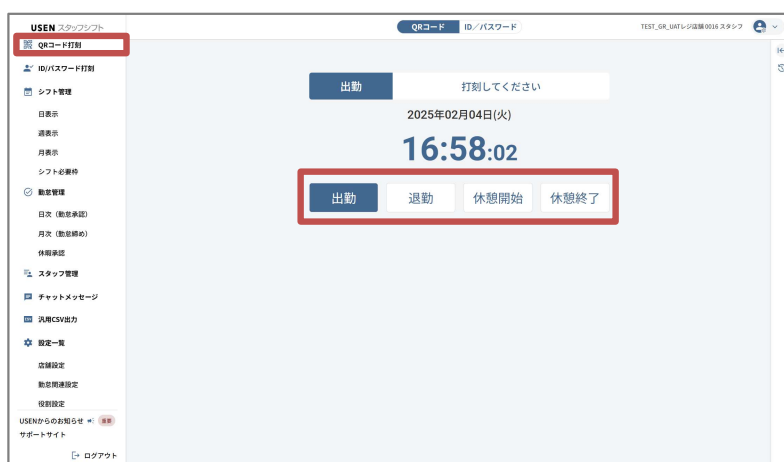 USEN スタッフシフト
QRコード打刻
ID/パスワード打刻
シフト管理
日表示
週表示
月表示
シフト必要枠
勤怠管理
日次（勤怠承認）
月次（勤怠締め）
休暇承認
スタッフ管理
チャットメッセージ
汎用CSV出力
設定一覧
店舗設定
勤怠関連設定
役割設定
USENからのお知らせ 重要
サポートサイト
ログアウト
QRコード ID／パスワード
TEST_GR_UATレジ店舗 0016 スタシフ
出勤 打刻してください
2025年02月04日(火)
16:58:02
出勤 退勤 休憩開始 休憩終了